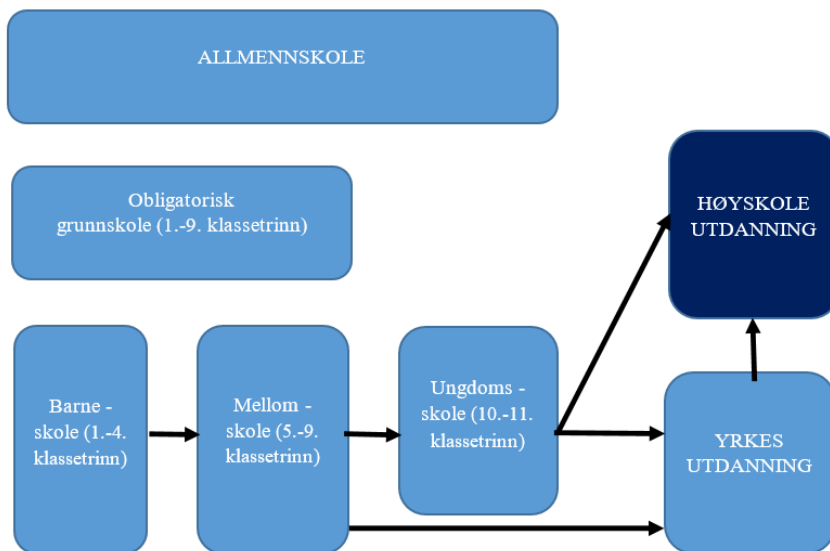 ALLMENNSKOLE
Obligatorisk
grunnskole (1.-9. klassetrinn)
HØYSKOLE
UTDANNING
Barne -
skole (1.-4.
klassetrinn)
Mellom -
skole (5.-9.
klassetrinn)
Ungdoms -
skole (10.-11.
klassetrinn)
YRKES
UTDANNING